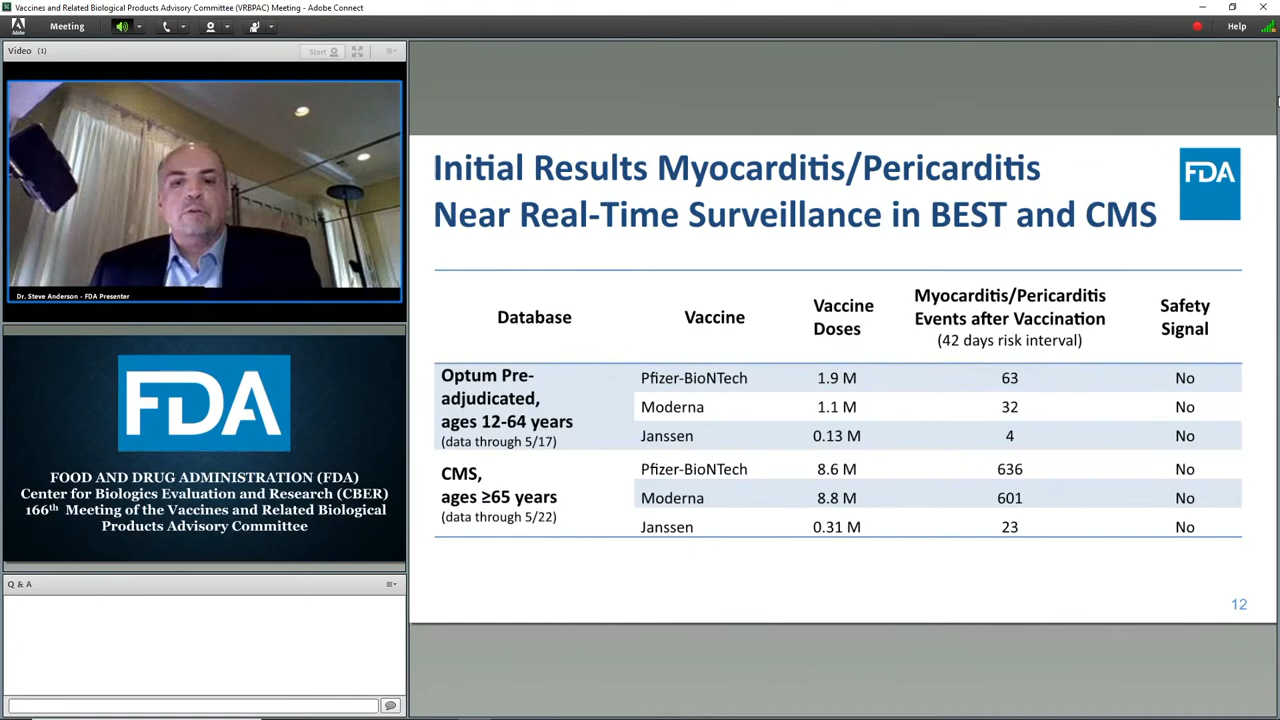 Vaccines and Related Biological Products Advisory Committee (VRBPAC) Meeting - Adobe Connect
Meeting
Help
Video (1)
Start
Dr. Steve Anderson - FDA Presenter
FDA
FOOD AND DRUG ADMINISTRATION (FDA)
Center for Biologics Evaluation and Research (CBER)
166th Meeting of the Vaccines and Related Biological
Products Advisory Committee
Q & A
Initial Results Myocarditis/Pericarditis
Near Real-Time Surveillance in BEST and CMS
FDA
Database
Vaccine
Vaccine
Doses
Myocarditis/Pericarditis
Events after Vaccination
(42 days risk interval)
Safety
Signal
Optum Pre-
adjudicated,
ages 12-64 years
(data through 5/17)
Pfizer-BioNTech 1.9 M 63 No
Moderna 1.1 M 32 No
Janssen 0.13 M 4 No
CMS,
ages ≥65 years
(data through 5/22)
Pfizer-BioNTech 8.6 M 636 No
Moderna 8.8 M 601 No
Janssen 0.31 M 23 No
12